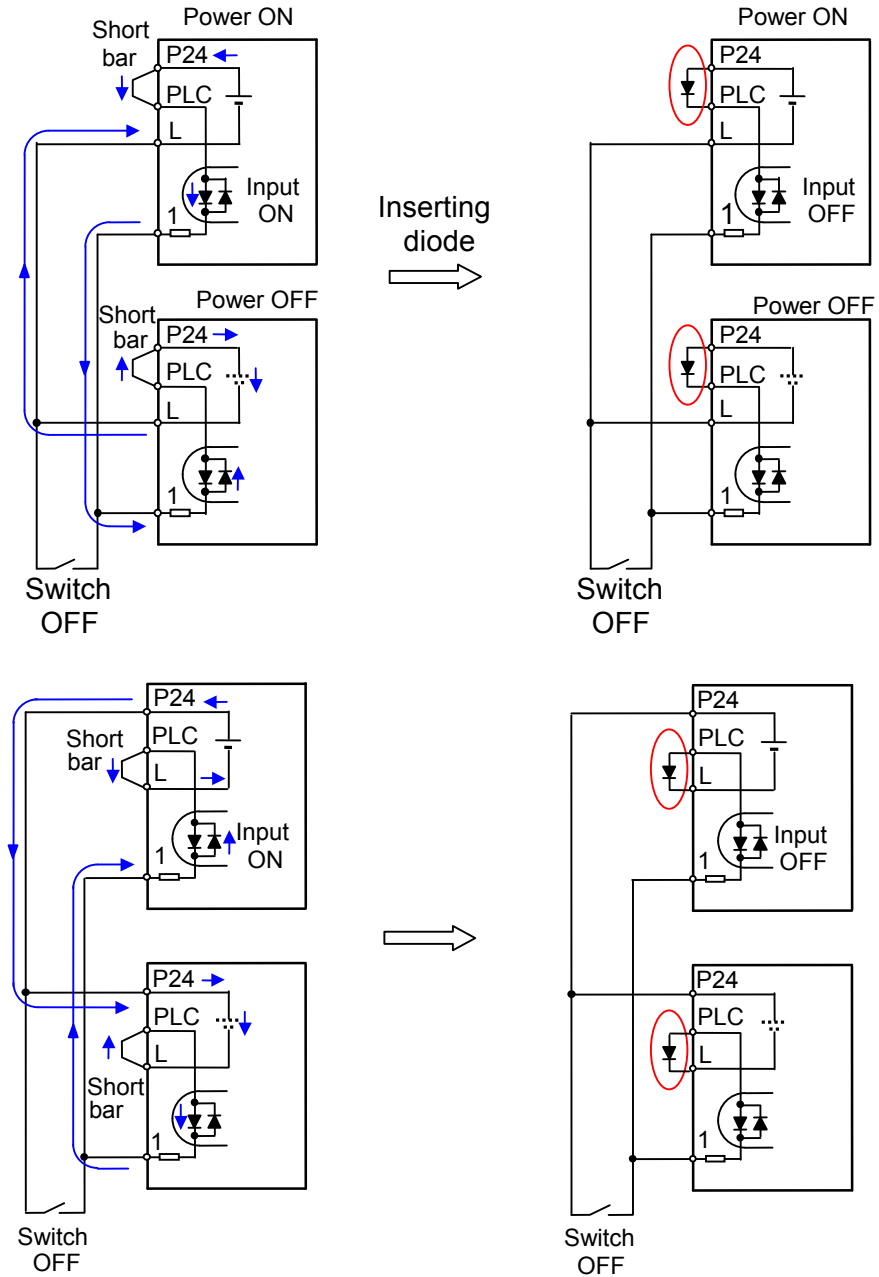 Power ON
Short
bar
P24
PLC
L
Input
ON
1
Power OFF
Short
bar
P24
PLC
L
1
Switch
OFF
Inserting
diode
Power ON
P24
PLC
L
Input
OFF
1
Power OFF
P24
PLC
L
1
Switch
OFF
P24
Short
bar
PLC
L
Input
ON
1
P24
PLC
L
Short
bar
1
Switch
OFF
P24
PLC
L
Input
OFF
1
P24
PLC
L
1
Switch
OFF